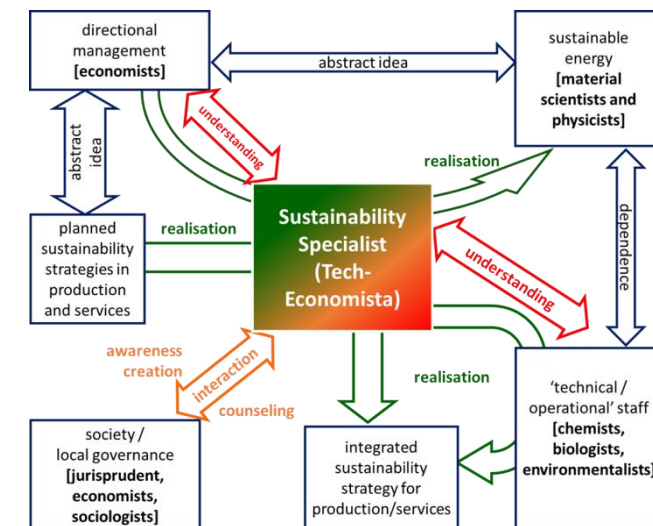 directional
management
[economists]
abstract idea
sustainable
energy
[material
scientists and
physicists]
understanding
abstract
idea
realisation
planned
sustainability
strategies in
production
and services
realisation
Sustainability
Specialist
(Tech-
Economista)
understanding
dependence
awareness
creation
interaction
counseling
realisation
society /
local governance
[jurisprudent,
economists,
sociologists]
integrated
sustainability
strategy for
production/services
'technical /
operational' staff
[chemists,
biologists,
environmentalists]